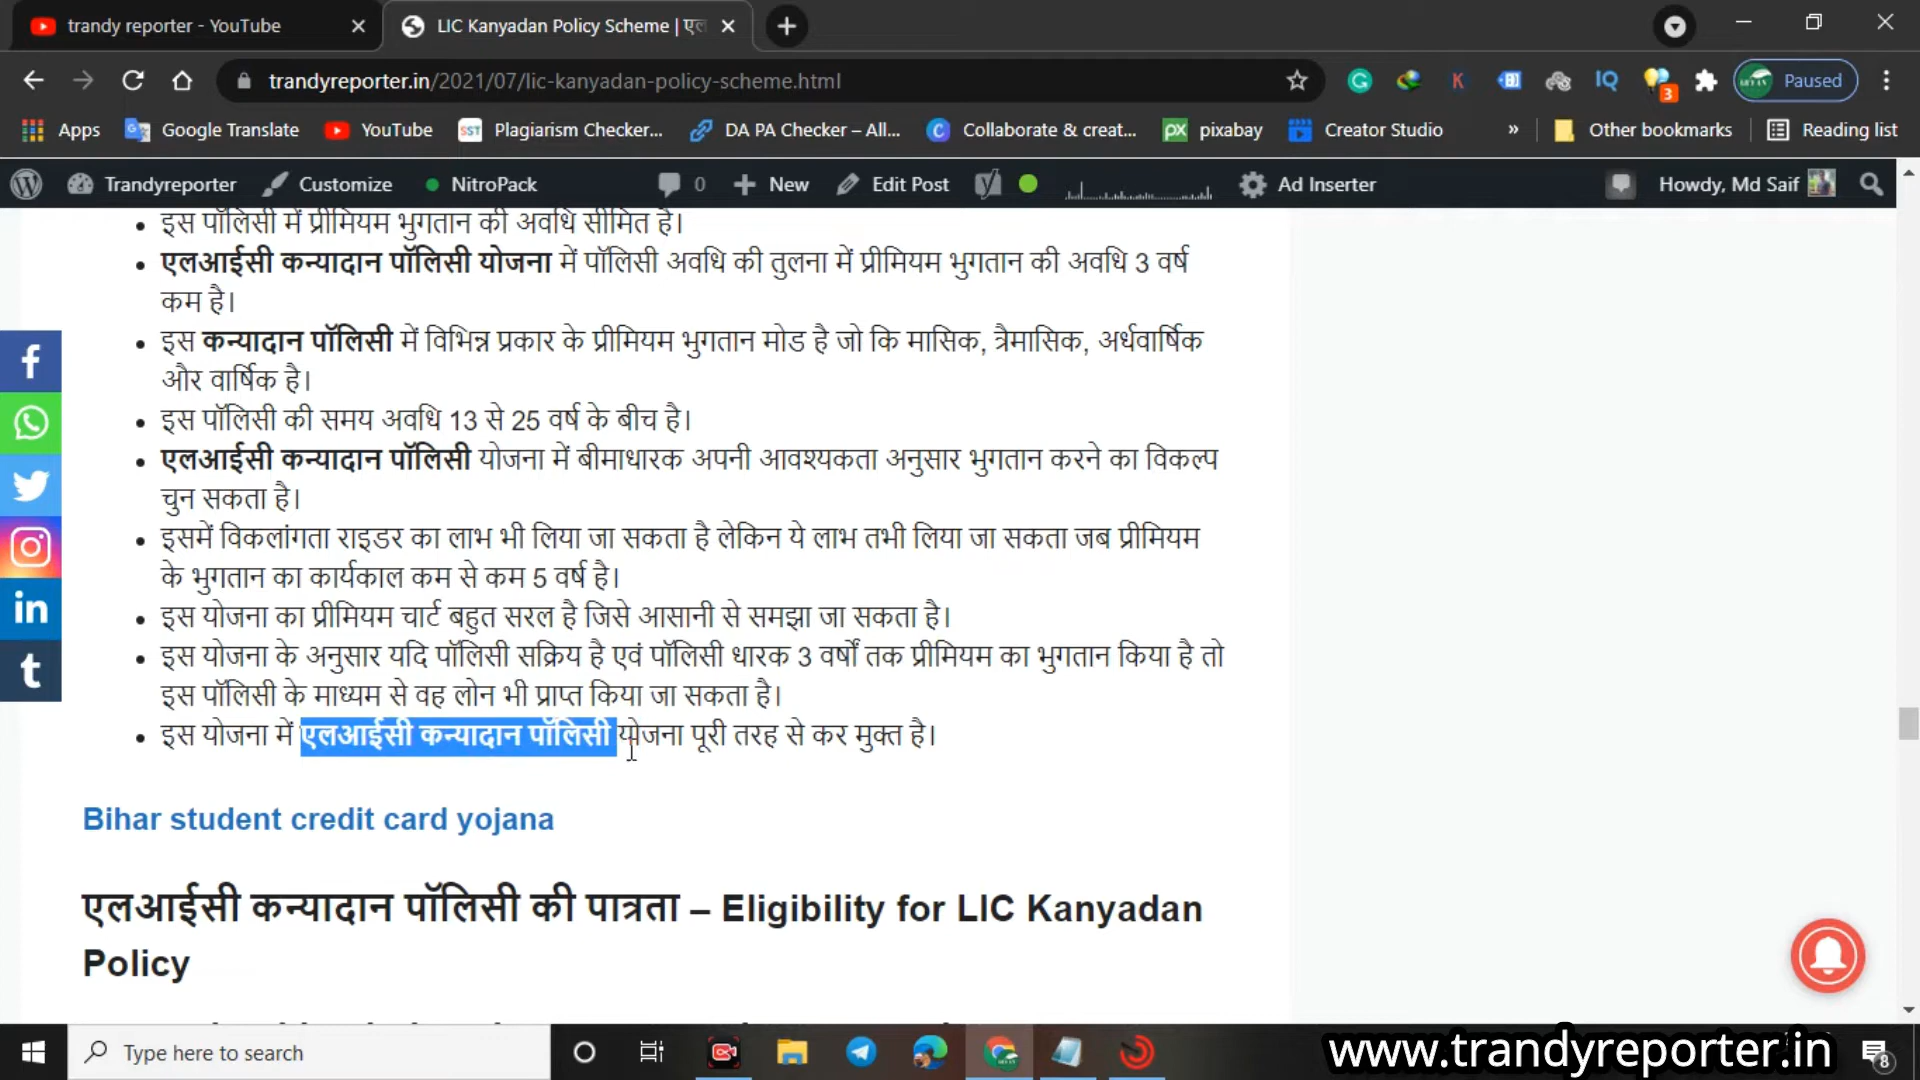 trandy reporter - YouTube
LIC Kanyadan Policy Scheme | एल
trandyreporter.in/2021/07/lic-kanyadan-policy-scheme.html
K
IQ
3
Paused
Apps
Google Translate
YouTube
SST
Plagiarism Checker...
DA PA Checker – All...
C
Collaborate & creat...
px
pixabay
Creator Studio
»
Other bookmarks
Reading list
Trandyreporter
Customize
NitroPack
0
New
Edit Post
Ad Inserter
Howdy, Md Saif
इस पॉलिसी में प्रीमियम भुगतान की अवधि सीमित है।
एलआईसी कन्यादान पॉलिसी योजना में पॉलिसी अवधि की तुलना में प्रीमियम भुगतान की अवधि 3 वर्ष
कम है।
इस कन्यादान पॉलिसी में विभिन्न प्रकार के प्रीमियम भुगतान मोड है जो कि मासिक, त्रैमासिक, अर्धवार्षिक
और वार्षिक है।
इस पॉलिसी की समय अवधि 13 से 25 वर्ष के बीच है।
एलआईसी कन्यादान पॉलिसी योजना में बीमाधारक अपनी आवश्यकता अनुसार भुगतान करने का विकल्प
चुन सकता है।
इसमें विकलांगता राइडर का लाभ भी लिया जा सकता है लेकिन ये लाभ तभी लिया जा सकता जब प्रीमियम
के भुगतान का कार्यकाल कम से कम 5 वर्ष है।
इस योजना का प्रीमियम चार्ट बहुत सरल है जिसे आसानी से समझा जा सकता है।
इस योजना के अनुसार यदि पॉलिसी सक्रिय है एवं पॉलिसी धारक 3 वर्षों तक प्रीमियम का भुगतान किया है तो
इस पॉलिसी के माध्यम से वह लोन भी प्राप्त किया जा सकता है।
इस योजना में एलआईसी कन्यादान पॉलिसी योजना पूरी तरह से कर मुक्त है।
Bihar student credit card yojana
एलआईसी कन्यादान पॉलिसी की पात्रता – Eligibility for LIC Kanyadan
Policy
Type here to search
www.trandyreporter.in
8